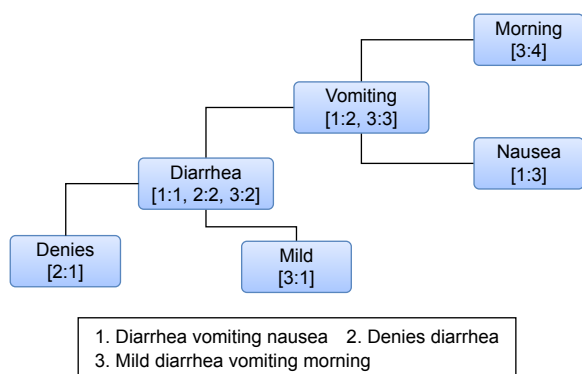 Morning
[3:4]
Vomiting
[1:2, 3:3]
Nausea
[1:3]
Diarrhea
[1:1, 2:2, 3:2]
Denies
[2:1]
Mild
[3:1]
1. Diarrhea vomiting nausea 2. Denies diarrhea
3. Mild diarrhea vomiting morning